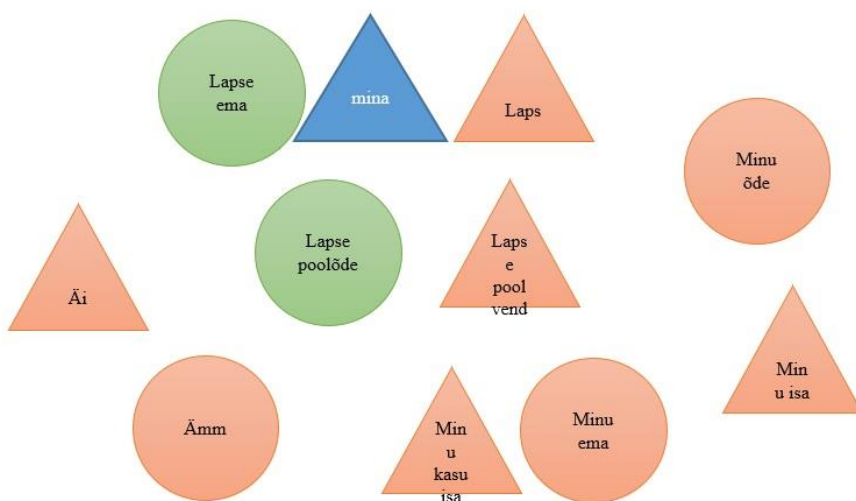 Lapse
ema
mina
Laps
Minu
õde
Lapse
poolõde
Laps
e
pool
vend
Äi
Min
u isa
Ämm
Min
u
kasu
isa
Minu
ema